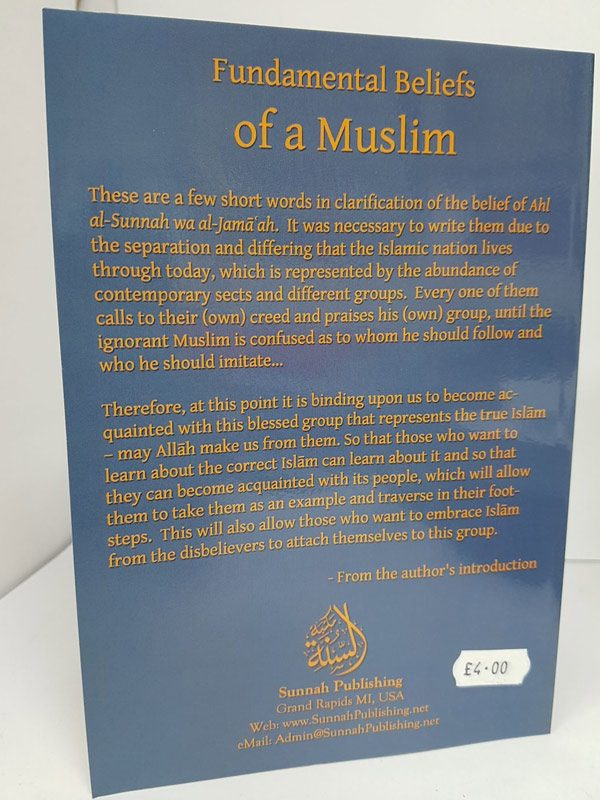 Fundamental Beliefs
of a Muslim
These are a few short words in clarification of the belief of Ahl
al-Sunnah wa al-Jamāʿah. It was necessary to write them due to
the separation and differing that the Islamic nation lives
through today, which is represented by the abundance of
contemporary sects and different groups. Every one of them
calls to their (own) creed and praises his (own) group, until the
ignorant Muslim is confused as to whom he should follow and
who he should imitate...
Therefore, at this point it is binding upon us to become ac-
quainted with this blessed group that represents the true Islām
– may Allāh make us from them. So that those who want to
learn about the correct Islām can learn about it and so that
they can become acquainted with its people, which will allow
them to take them as an example and traverse in their foot-
steps. This will also allow those who want to embrace Islām
from the disbelievers to attach themselves to this group.
- From the author's introduction
مكتبة
السنة
Sunnah Publishing
Grand Rapids MI, USA
Web: www.SunnahPublishing.net
eMail: Admin@SunnahPublishing.net
£4·00